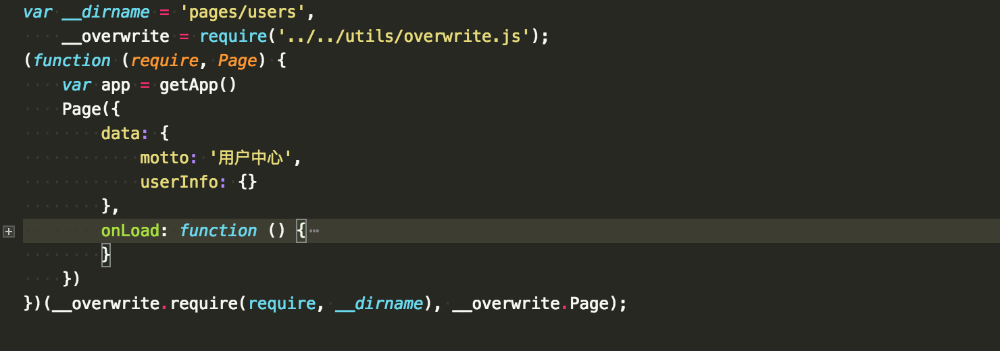 var __dirname = 'pages/users',
    __overwrite = require('../../utils/overwrite.js');
(function (require, Page) {
    var app = getApp()
    Page({
        data: {
            motto: '用户中心',
            userInfo: {}
        },
        onLoad: function () {⋯
        }
    })
})(__overwrite.require(require, __dirname), __overwrite.Page);